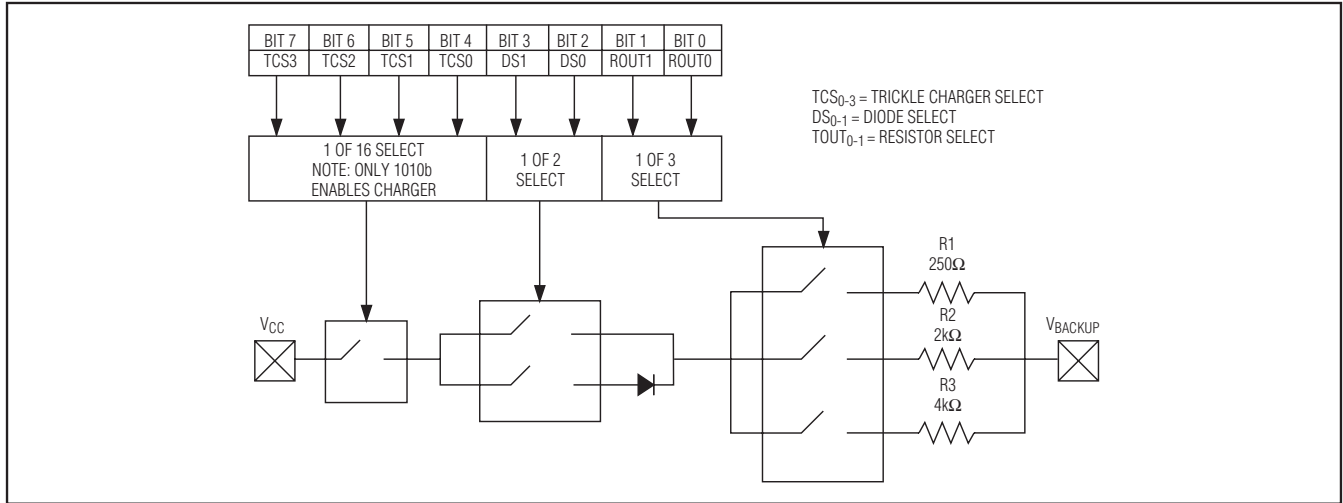 BIT 7 BIT 6 BIT 5 BIT 4 BIT 3 BIT 2 BIT 1 BIT 0
TCS3 TCS2 TCS1 TCS0 DS1 DS0 ROUT1 ROUT0
TCS0-3 = TRICKLE CHARGER SELECT
DS0-1 = DIODE SELECT
TOUT0-1 = RESISTOR SELECT
1 OF 16 SELECT
NOTE: ONLY 1010b
ENABLES CHARGER
1 OF 2
SELECT
1 OF 3
SELECT
VCC
R1
250Ω
R2
2kΩ
R3
4kΩ
VBACKUP